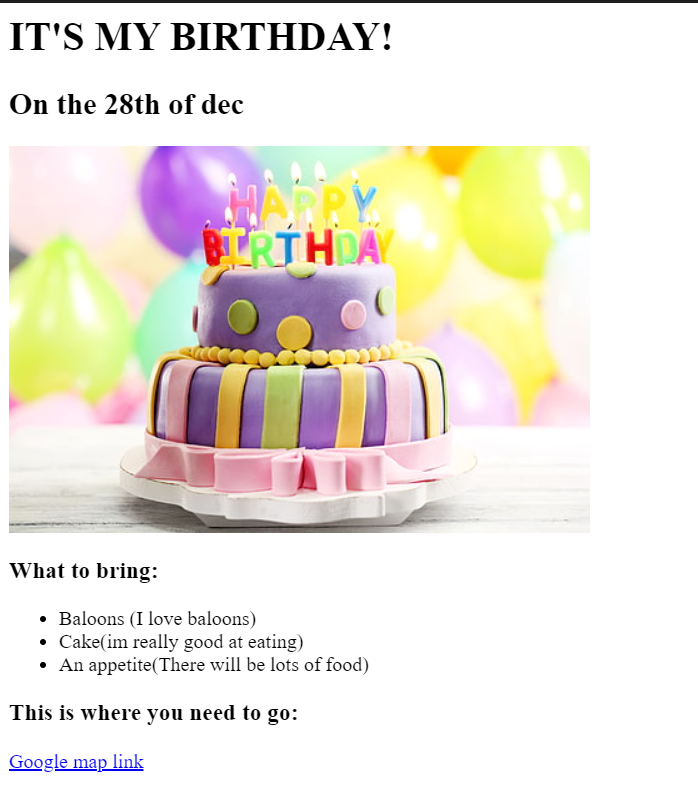 IT'S MY BIRTHDAY!
On the 28th of dec
HAPPY
BIRTHDAY
What to bring:
Baloons (I love baloons)
Cake(im really good at eating)
An appetite(There will be lots of food)
This is where you need to go:
Google map link